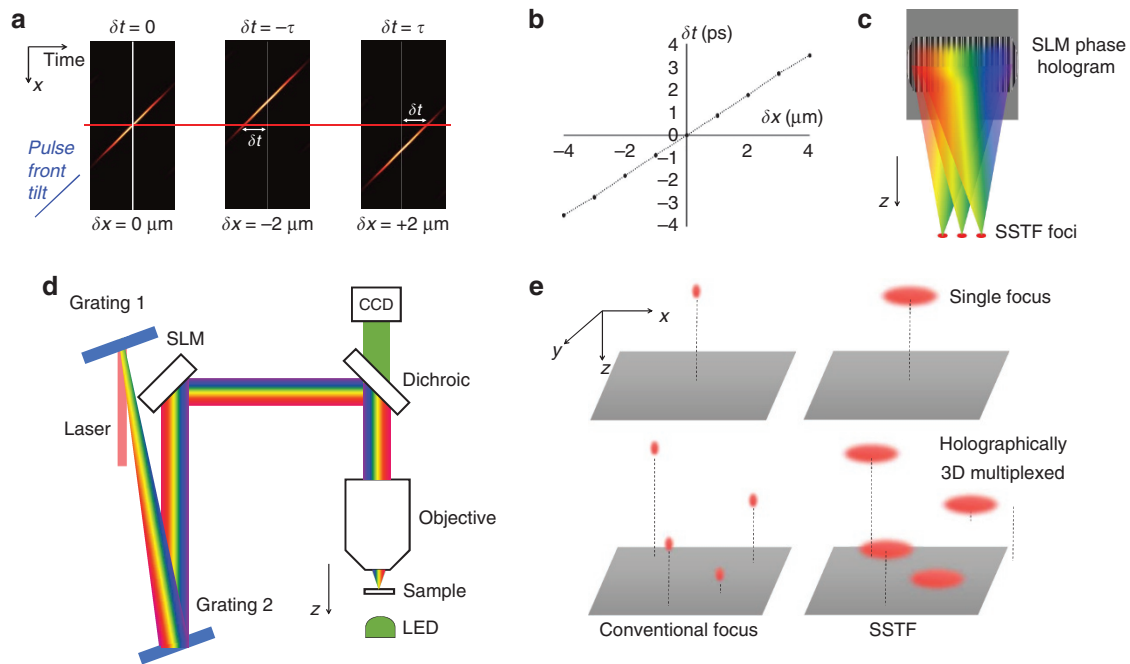 a
δt = 0
δt = −τ
δt = τ
Time
x
δt
δt
Pulse
front
tilt
δx = 0 μm
δx = −2 μm
δx = +2 μm
b
δt (ps)
4
3
2
1
0
−1
−2
−3
−4
δx (μm)
−4
−2
2
4
c
SLM phase
hologram
z
SSTF foci
d
Grating 1
SLM
CCD
Dichroic
Laser
Objective
Grating 2
Sample
z
LED
e
Single focus
x
y
z
Holographically
3D multiplexed
Conventional focus
SSTF